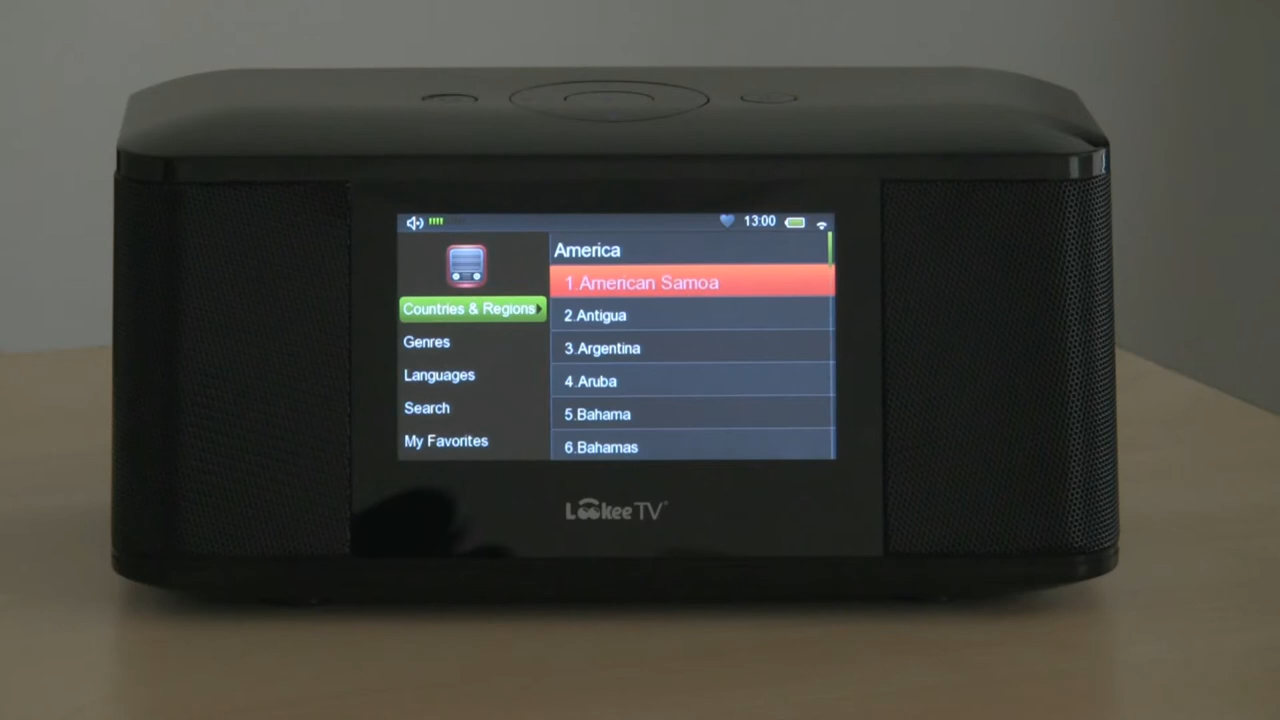 13:00
America
1.American Samoa
Countries & Regions
2.Antigua
Genres
3.Argentina
Languages
4.Aruba
Search
5.Bahama
My Favorites
6.Bahamas
LookeeTV